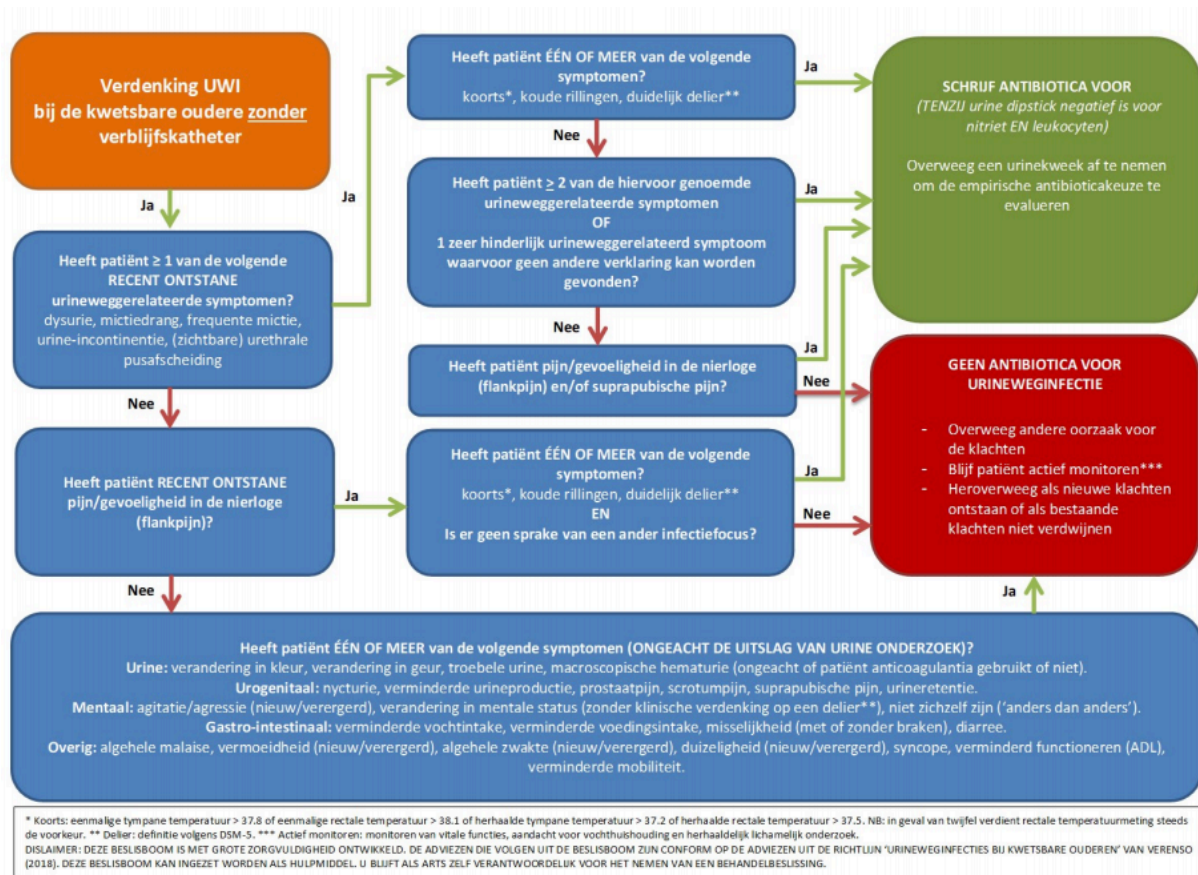 Verdenking UWI
bij de kwetsbare oudere zonder
verblijfskatheter
Ja
Heeft patiënt ≥ 1 van de volgende
RECENT ONTSTANE
urineweggerelateerde symptomen?
dysurie, mictiedrang, frequente mictie,
urine-incontinentie, (zichtbare) urethrale
pusafscheiding
Ja
Nee
Heeft patiënt RECENT ONTSTANE
pijn/gevoeligheid in de nierloge
(flankpijn)?
Ja
Nee
Heeft patiënt ÉÉN OF MEER van de volgende
symptomen?
koorts*, koude rillingen, duidelijk delier**
Ja
Nee
Heeft patiënt ≥ 2 van de hiervoor genoemde
urineweggerelateerde symptomen
OF
1 zeer hinderlijk urineweggerelateerd symptoom
waarvoor geen andere verklaring kan worden
gevonden?
Ja
Nee
Heeft patiënt pijn/gevoeligheid in de nierloge
(flankpijn) en/of suprapubische pijn?
Ja
Nee
Heeft patiënt ÉÉN OF MEER van de volgende
symptomen?
koorts*, koude rillingen, duidelijk delier**
EN
Is er geen sprake van een ander infectiefocus?
Ja
Nee
SCHRIJF ANTIBIOTICA VOOR
(TENZIJ urine dipstick negatief is voor
nitriet EN leukocyten)
Overweeg een urinekweek af te nemen
om de empirische antibioticakeuze te
evalueren
GEEN ANTIBIOTICA VOOR
URINEWEGINFECTIE
- Overweeg andere oorzaak voor
de klachten
- Blijf patiënt actief monitoren***
- Heroverweeg als nieuwe klachten
ontstaan of als bestaande
klachten niet verdwijnen
Ja
Heeft patiënt ÉÉN OF MEER van de volgende symptomen (ONGEACHT DE UITSLAG VAN URINE ONDERZOEK)?
Urine: verandering in kleur, verandering in geur, troebele urine, macroscopische hematurie (ongeacht of patiënt anticoagulantia gebruikt of niet).
Urogenitaal: nycturie, verminderde urineproductie, prostaatpijn, scrotumpijn, suprapubische pijn, urineretentie.
Mentaal: agitatie/agressie (nieuw/verergerd), verandering in mentale status (zonder klinische verdenking op een delier**), niet zichzelf zijn ('anders dan anders').
Gastro-intestinaal: verminderde vochtintake, verminderde voedingsintake, misselijkheid (met of zonder braken), diarree.
Overig: algehele malaise, vermoeidheid (nieuw/verergerd), algehele zwakte (nieuw/verergerd), duizeligheid (nieuw/verergerd), syncope, verminderd functioneren (ADL),
verminderde mobiliteit.
* Koorts: eenmalige tympane temperatuur > 37.8 of eenmalige rectale temperatuur > 38.1 of herhaalde tympane temperatuur > 37.2 of herhaalde rectale temperatuur > 37.5. NB: in geval van twijfel verdient rectale temperatuurmeting steeds
de voorkeur. ** Delier: definitie volgens DSM-5. *** Actief monitoren: monitoren van vitale functies, aandacht voor vochthuishouding en herhaaldelijk lichamelijk onderzoek.
DISLAIMER: DEZE BESLISBOOM IS MET GROTE ZORGVULDIGHEID ONTWIKKELD. DE ADVIEZEN DIE VOLGEN UIT DE BESLISBOOM ZIJN CONFORM OP DE ADVIEZEN UIT DE RICHTLIJN 'URINEWEGINFECTIES BIJ KWETSBARE OUDEREN' VAN VERENSO
(2018). DEZE BESLISBOOM KAN INGEZET WORDEN ALS HULPMIDDEL. U BLIJFT ALS ARTS ZELF VERANTWOORDELIJK VOOR HET NEMEN VAN EEN BEHANDELBESLISSING.